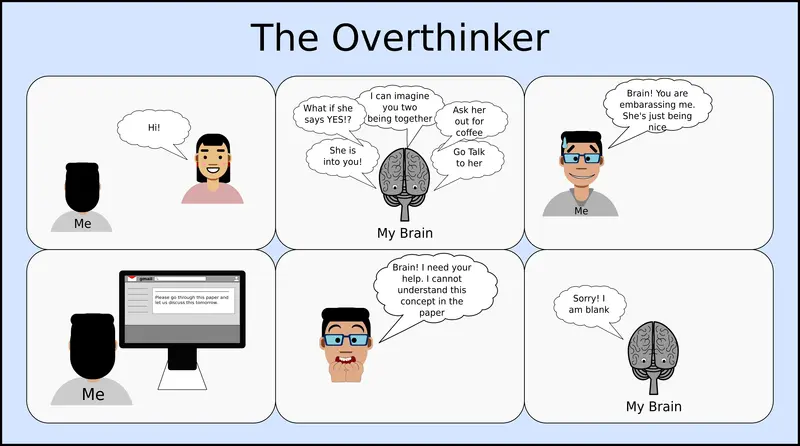 The Overthinker
Hi!
Me
What if she
says YES!?
I can imagine
you two
being together
Ask her
out for
coffee
She is
into you!
Go Talk
to her
My Brain
Brain! You are
embarassing me.
She's just being
nice
Me
gmail
Please go through this paper and
let us discuss this tomorrow.
Me
Brain! I need your
help. I cannot
understand this
concept in the
paper
Sorry! I
am blank
My Brain